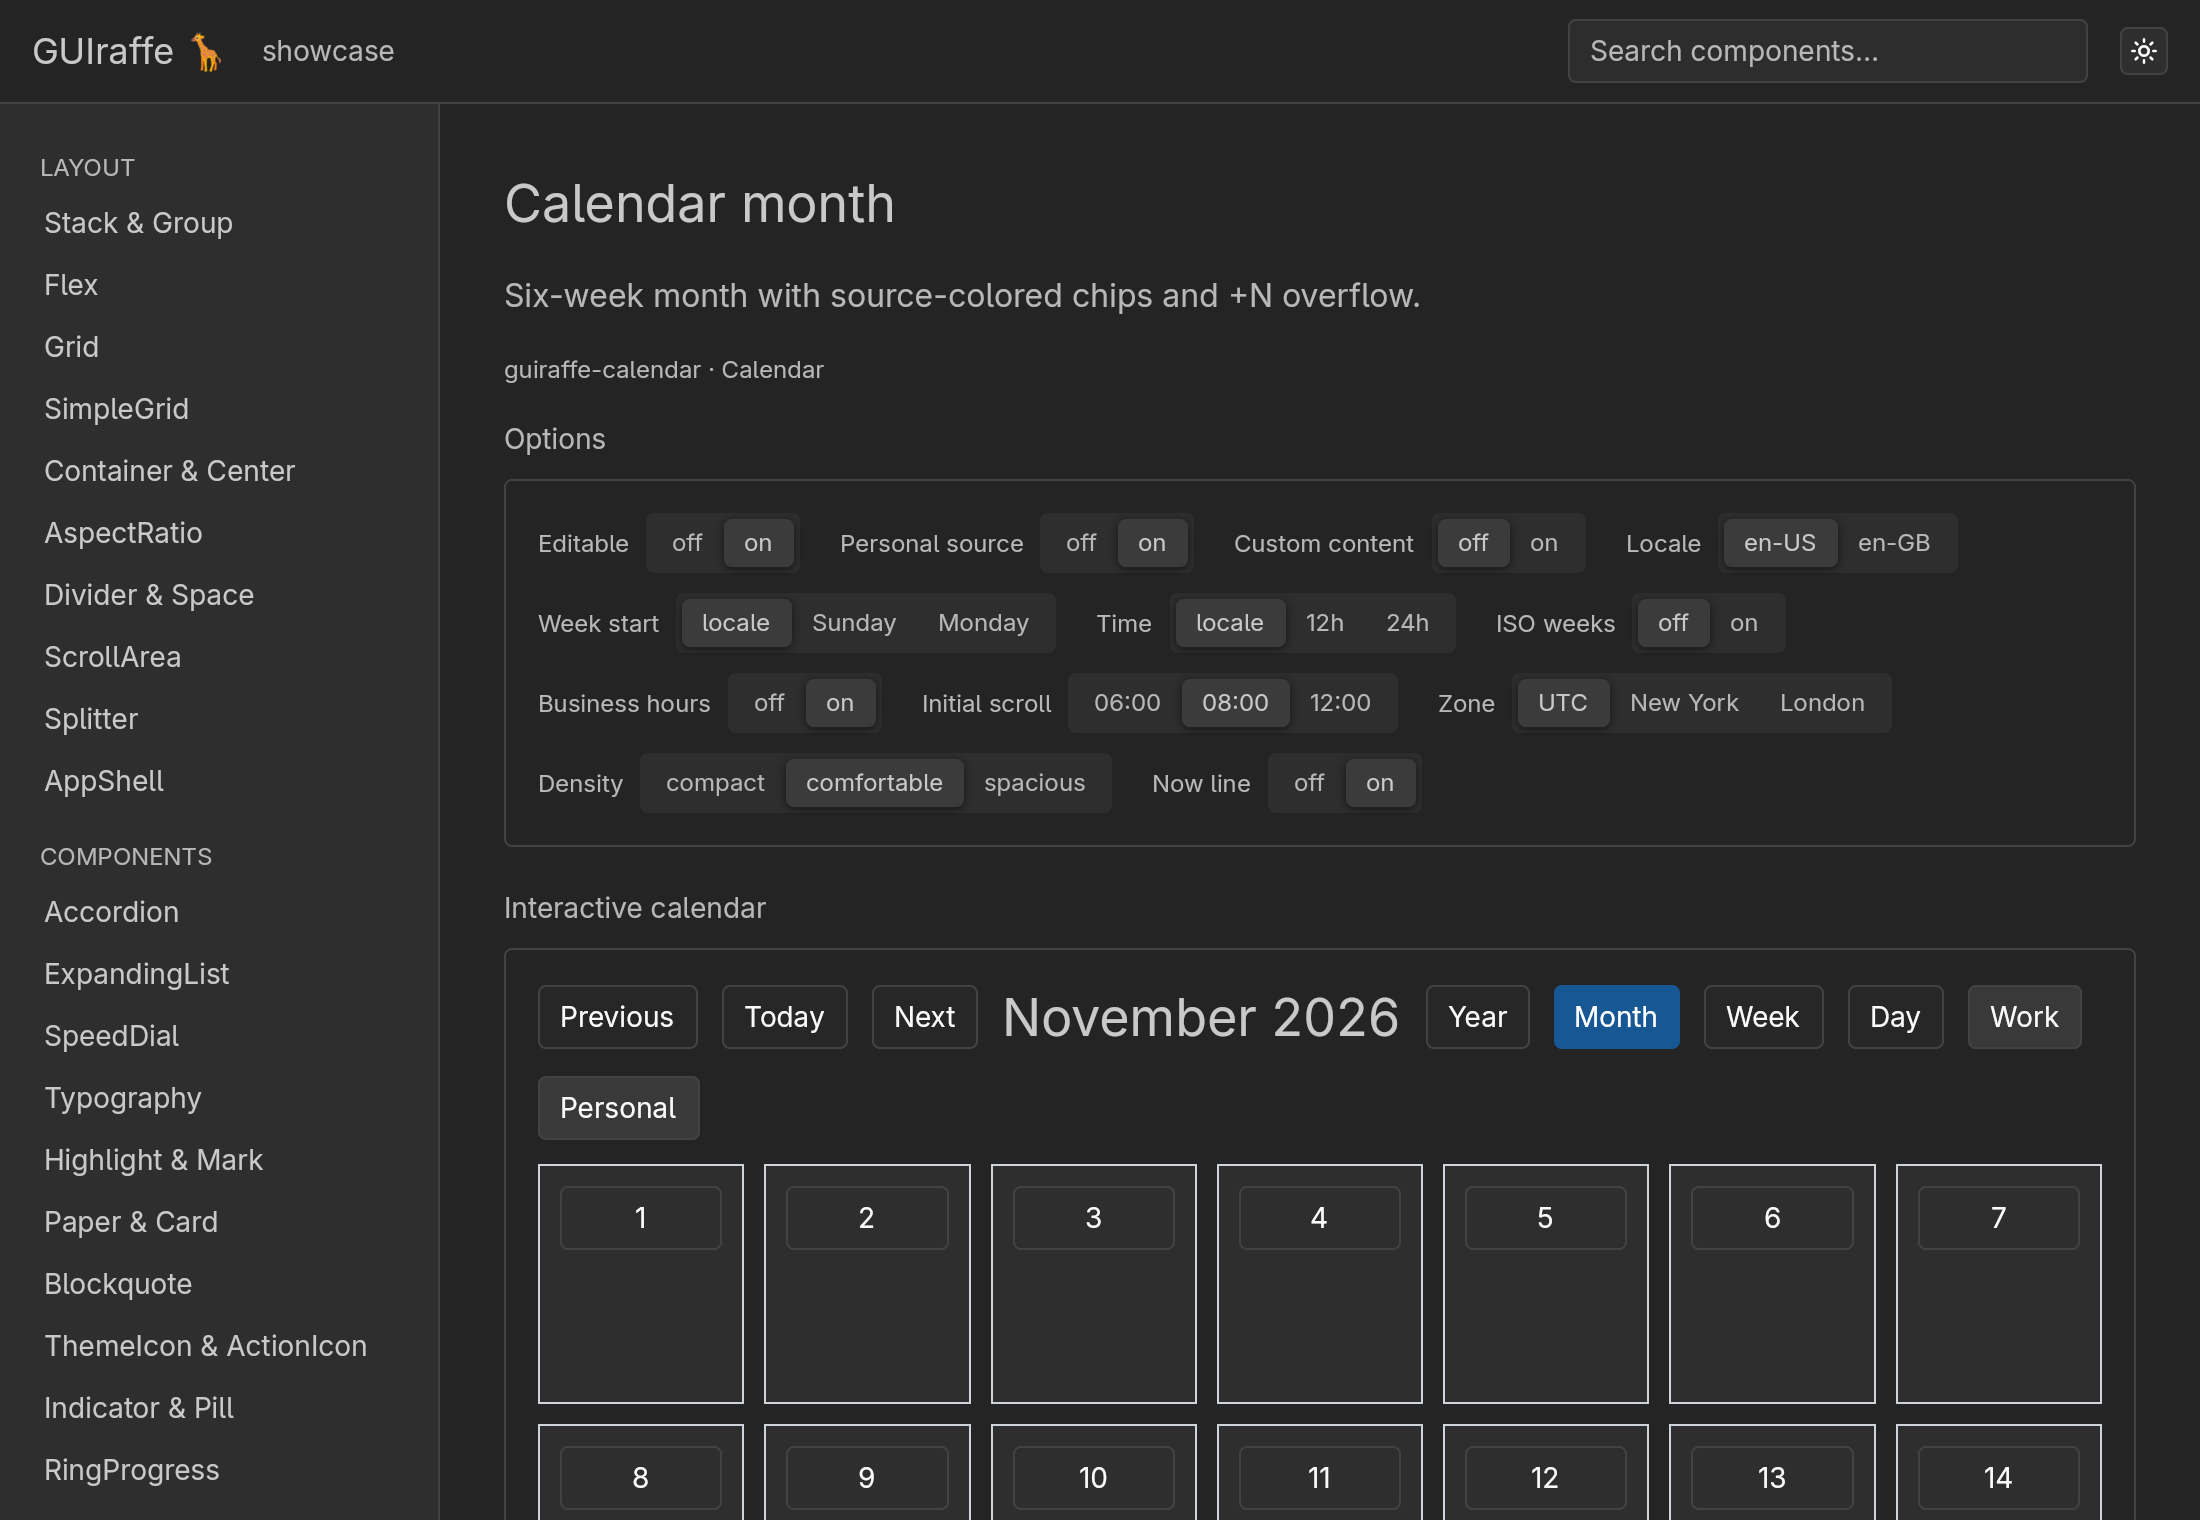 GUIraffe 🦒 showcase Search components...
LAYOUT
Stack & Group
Flex
Grid
SimpleGrid
Container & Center
AspectRatio
Divider & Space
ScrollArea
Splitter
AppShell
COMPONENTS
Accordion
ExpandingList
SpeedDial
Typography
Highlight & Mark
Paper & Card
Blockquote
ThemeIcon & ActionIcon
Indicator & Pill
RingProgress
Calendar month
Six-week month with source-colored chips and +N overflow.
guiraffe-calendar · Calendar
Options
Editable off on Personal source off on Custom content off on Locale en-US en-GB
Week start locale Sunday Monday Time locale 12h 24h ISO weeks off on
Business hours off on Initial scroll 06:00 08:00 12:00 Zone UTC New York London
Density compact comfortable spacious Now line off on
Interactive calendar
Previous Today Next November 2026 Year Month Week Day Work
Personal
1 2 3 4 5 6 7
8 9 10 11 12 13 14